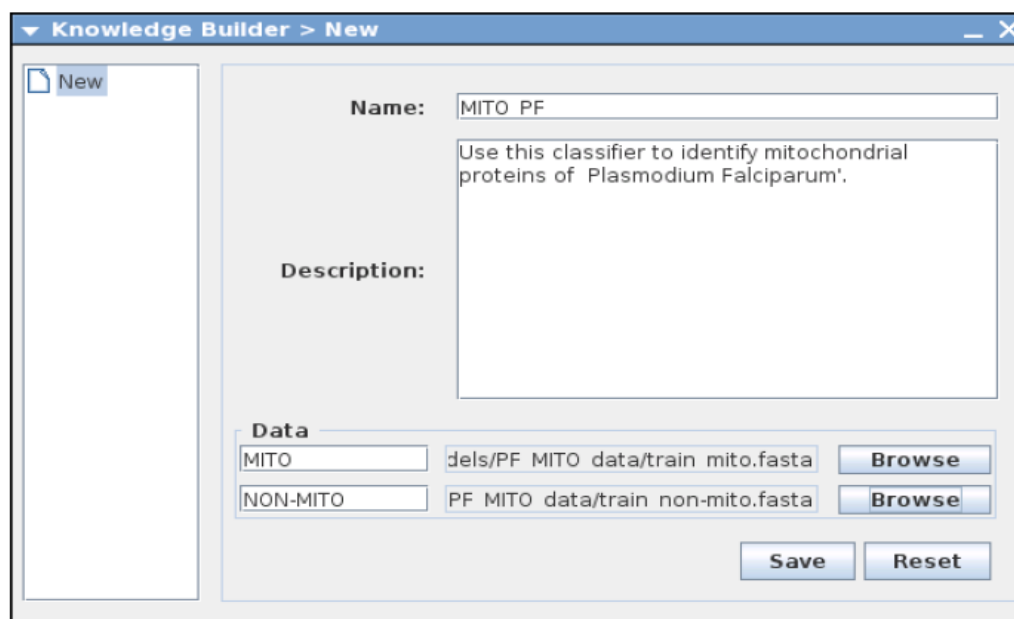 Knowledge Builder > New
New
Name:
MITO PF
Use this classifier to identify mitochondrial
proteins of Plasmodium Falciparum'.
Description:
Data
MITO
dels/PF MITO data/train mito.fasta
Browse
NON-MITO
PF MITO data/train non-mito.fasta
Browse
Save
Reset